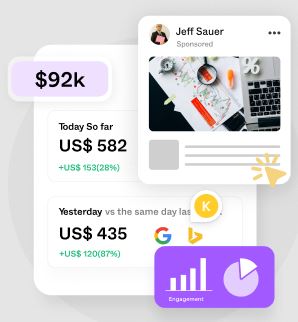 Jeff Sauer
Sponsored
$92k
Today So far
US$ 582
+US$ 153(28%)
Yesterday vs the same day las
US$ 435
+US$ 120(87%)
K
Engagement